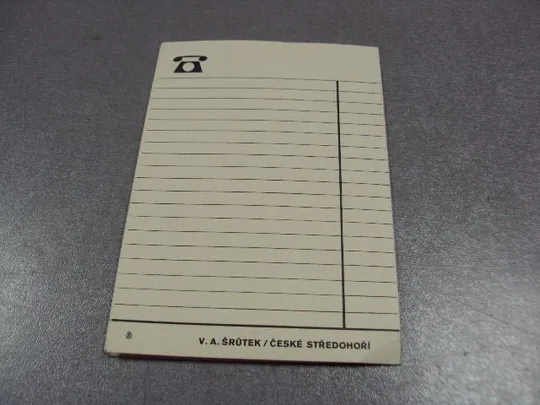 V. A. ŠRŮTEK / ČESKÉ STŘEDOHOŘÍ